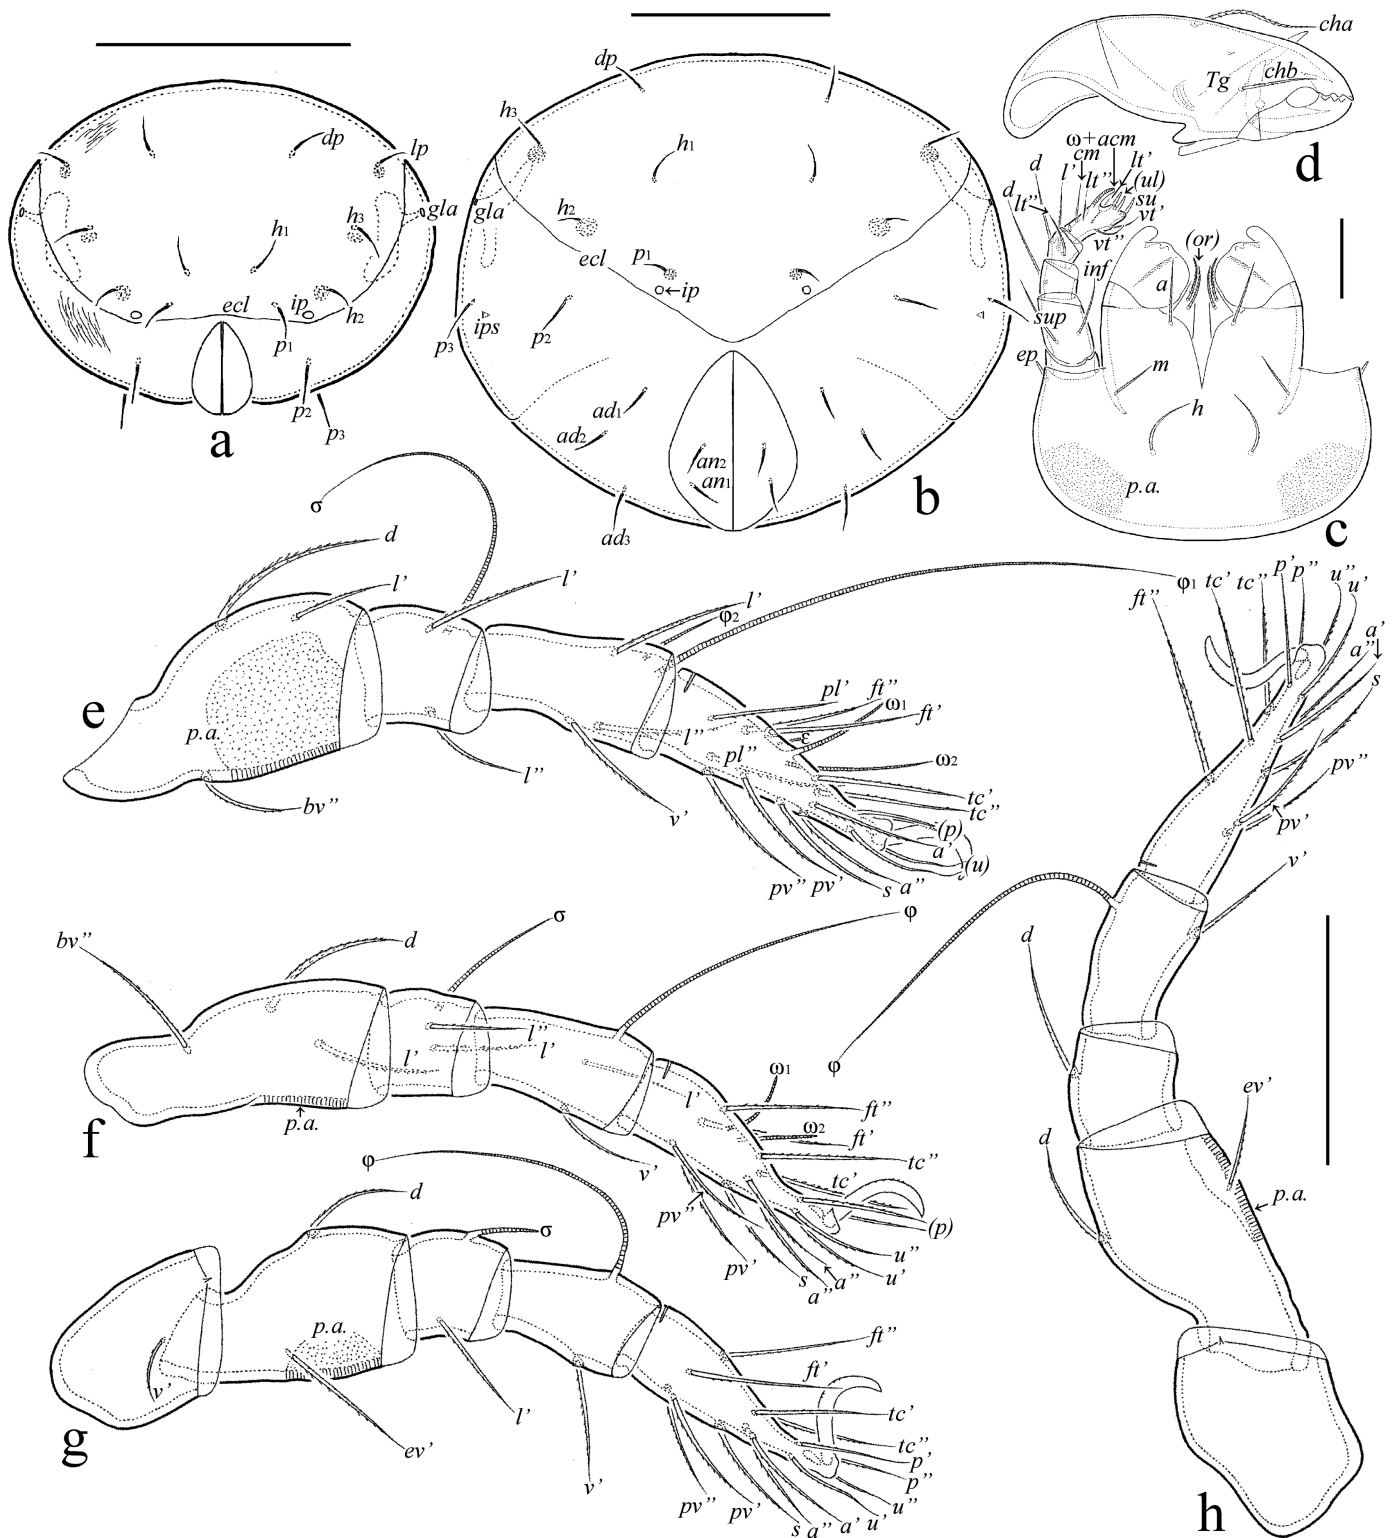 a
dp
lp
gla
h3
h1
ecl
ip
h2
p1
p2
p3
b
dp
h3
h1
gla
h2
ecl
p1
ip
p3
ips
p2
ad1
ad2
an2
an1
ad3
c
d
lt”
d
l’
cm
lt”
ω+acm
lt’
(ul)
su
vt’
vt”
inf
sup
ep
a
(or)
m
h
p.a.
d
cha
Tg
chb
e
σ
d
l’
l’
l’
φ2
φ1
p.a.
bv”
l”
v’
l”
pl’
pl”
ft”
ω1
ft’
ε
ω2
tc’
tc”
(p)
a’
(u)
pv”
pv’
s
a”
f
bv”
d
σ
φ
l’
l”
l’
p.a.
v’
l’
ω1
ft”
ω2
ft’
tc”
tc’
(p)
pv”
pv’
s
a”
a”
u’
u”
g
φ
d
σ
v’
p.a.
ev’
l’
v’
ft”
ft’
tc’
tc”
p’
p”
u”
u’
a’
a”
s
pv’
pv”
h
ft”
tc’
tc”
p’
p”
u”
u’
a’
a”
s
pv”
pv’
v’
φ
d
d
ev’
p.a.